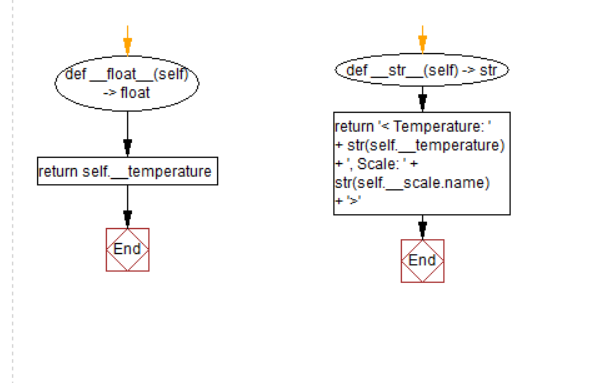 def __float__(self)
-> float
return self.__temperature
End
def __str__(self) -> str
return '< Temperature: '
+ str(self.__temperature)
+ ', Scale: ' +
str(self.__scale.name)
+ '>'
End